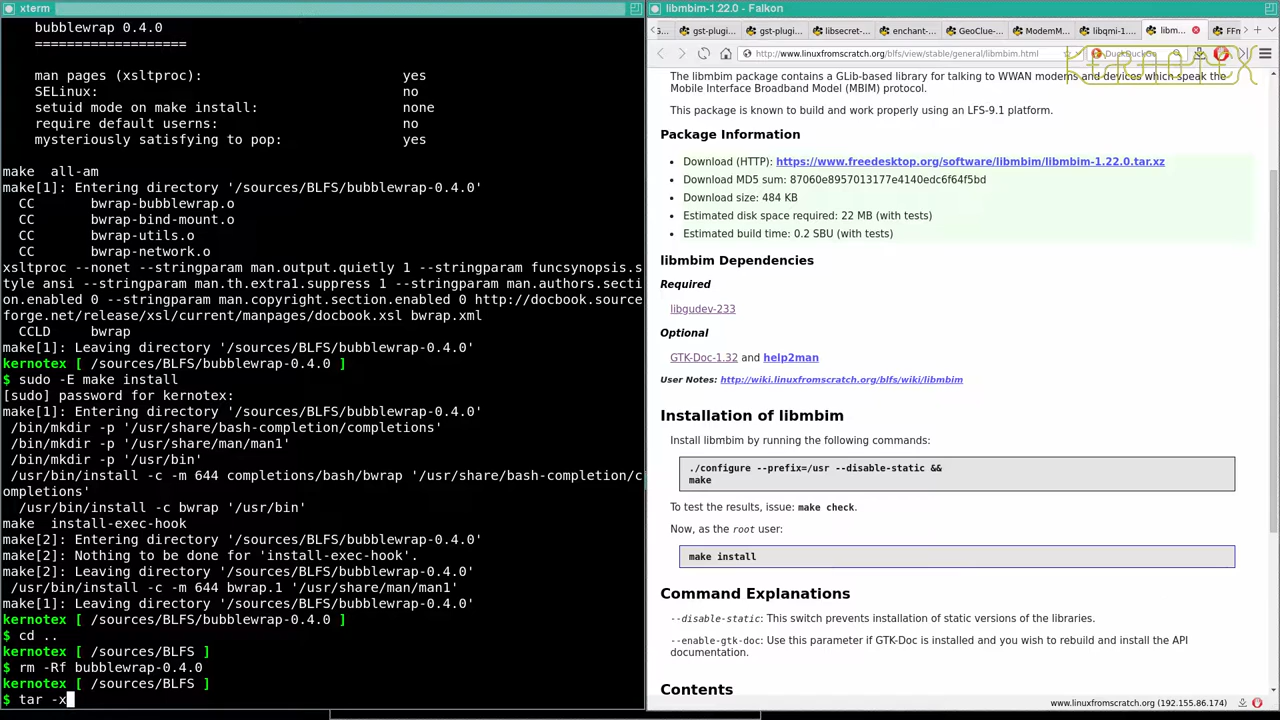 xterm
bubblewrap 0.4.0
===================
man pages (xsltproc): yes
SELinux: no
setuid mode on make install: none
require default userns: no
mysteriously satisfying to pop: yes
make  all-am
make[1]: Entering directory '/sources/BLFS/bubblewrap-0.4.0'
CC bwrap-bubblewrap.o
CC bwrap-bind-mount.o
CC bwrap-utils.o
CC bwrap-network.o
xsltproc --nonet --stringparam man.output.quietly 1 --stringparam funcsynopsis.s
tyle ansi --stringparam man.th.extra1.suppress 1 --stringparam man.authors.secti
on.enabled 0 --stringparam man.copyright.section.enabled 0 http://docbook.source
forge.net/release/xsl/current/manpages/docbook.xsl bwrap.xml
CCLD bwrap
make[1]: Leaving directory '/sources/BLFS/bubblewrap-0.4.0'
kernotex [ /sources/BLFS/bubblewrap-0.4.0 ]
$ sudo -E make install
[sudo] password for kernotex:
make[1]: Entering directory '/sources/BLFS/bubblewrap-0.4.0'
/bin/mkdir -p '/usr/share/bash-completion/completions'
/bin/mkdir -p '/usr/share/man/man1'
/bin/mkdir -p '/usr/bin'
/usr/bin/install -c -m 644 completions/bash/bwrap '/usr/share/bash-completion/c
ompletions'
/usr/bin/install -c bwrap '/usr/bin'
make  install-exec-hook
make[2]: Entering directory '/sources/BLFS/bubblewrap-0.4.0'
make[2]: Nothing to be done for 'install-exec-hook'.
make[2]: Leaving directory '/sources/BLFS/bubblewrap-0.4.0'
/usr/bin/install -c -m 644 bwrap.1 '/usr/share/man/man1'
make[1]: Leaving directory '/sources/BLFS/bubblewrap-0.4.0'
kernotex [ /sources/BLFS/bubblewrap-0.4.0 ]
$ cd ..
kernotex [ /sources/BLFS ]
$ rm -Rf bubblewrap-0.4.0
kernotex [ /sources/BLFS ]
$ tar -x
libmbim-1.22.0 - Falkon
G... gst-plugi... gst-plugi... libsecret-... enchant-... GeoClue-... ModemM... libqmi-1.... libm... FFn
http://www.linuxfromscratch.org/blfs/view/stable/general/libmbim.html DuckDuckGo
KERNOTEX
The libmbim package contains a GLib-based library for talking to WWAN modems and devices which speak the
Mobile Interface Broadband Model (MBIM) protocol.
This package is known to build and work properly using an LFS-9.1 platform.
Package Information
• Download (HTTP): https://www.freedesktop.org/software/libmbim/libmbim-1.22.0.tar.xz
• Download MD5 sum: 87060e8957013177e4140edc6f64f5bd
• Download size: 484 KB
• Estimated disk space required: 22 MB (with tests)
• Estimated build time: 0.2 SBU (with tests)
libmbim Dependencies
Required
libgudev-233
Optional
GTK-Doc-1.32 and help2man
User Notes: http://wiki.linuxfromscratch.org/blfs/wiki/libmbim
Installation of libmbim
Install libmbim by running the following commands:
./configure --prefix=/usr --disable-static &&
make
To test the results, issue: make check.
Now, as the root user:
make install
Command Explanations
--disable-static: This switch prevents installation of static versions of the libraries.
--enable-gtk-doc: Use this parameter if GTK-Doc is installed and you wish to rebuild and install the API
documentation.
Contents
www.linuxfromscratch.org (192.155.86.174)